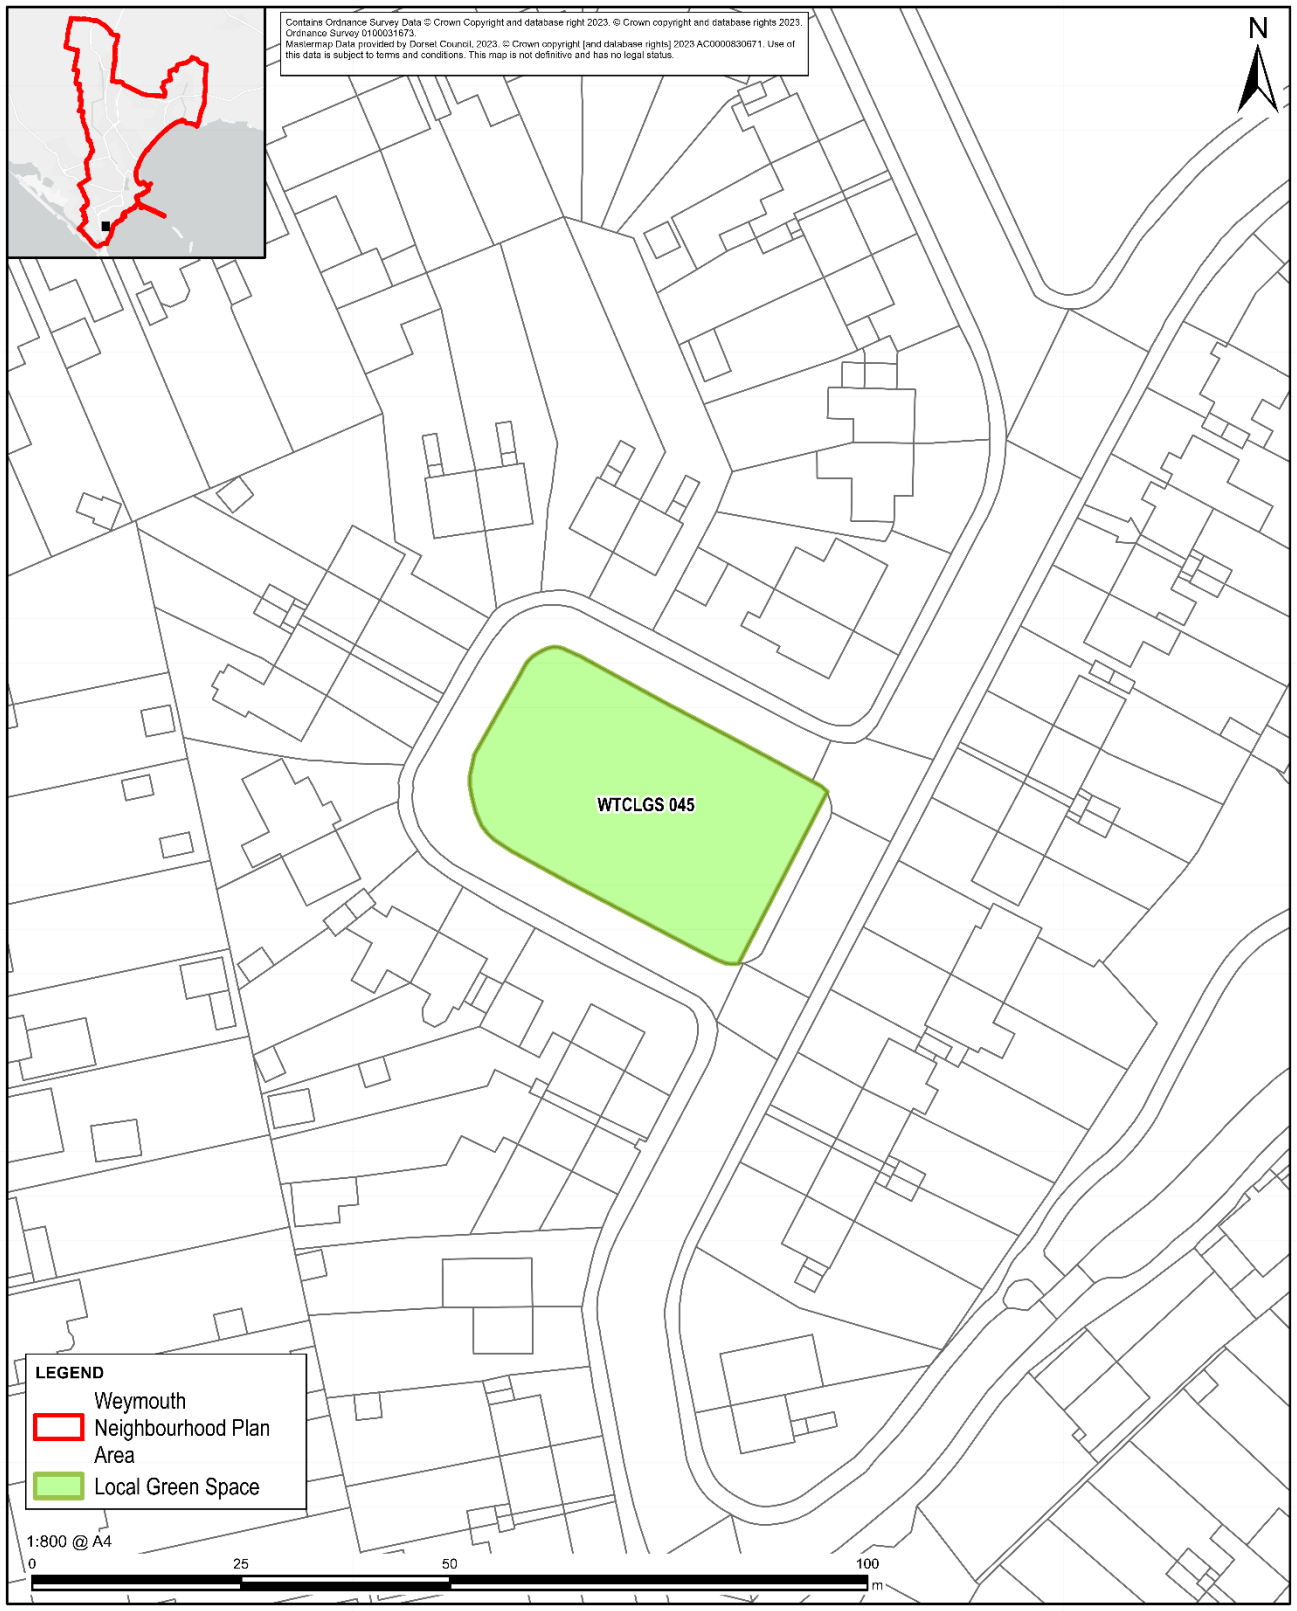 Contains Ordnance Survey Data © Crown Copyright and database right 2023. © Crown copyright and database rights 2023.
Ordnance Survey 0100031673.
Mastermap Data provided by Dorset Council, 2023. © Crown copyright [and database rights] 2023 AC0000830671. Use of
this data is subject to terms and conditions. This map is not definitive and has no legal status.
N
WTCLGS 045
LEGEND
Weymouth
Neighbourhood Plan
Area
Local Green Space
1:800 @ A4
0 25 50 100
m